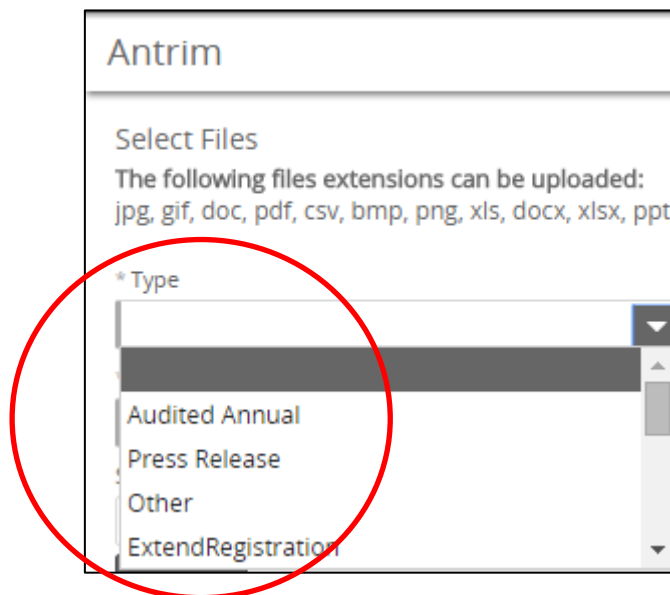 Antrim
Select Files
The following files extensions can be uploaded:
jpg, gif, doc, pdf, csv, bmp, png, xls, docx, xlsx, ppt
* Type
Audited Annual
Press Release
Other
ExtendRegistration